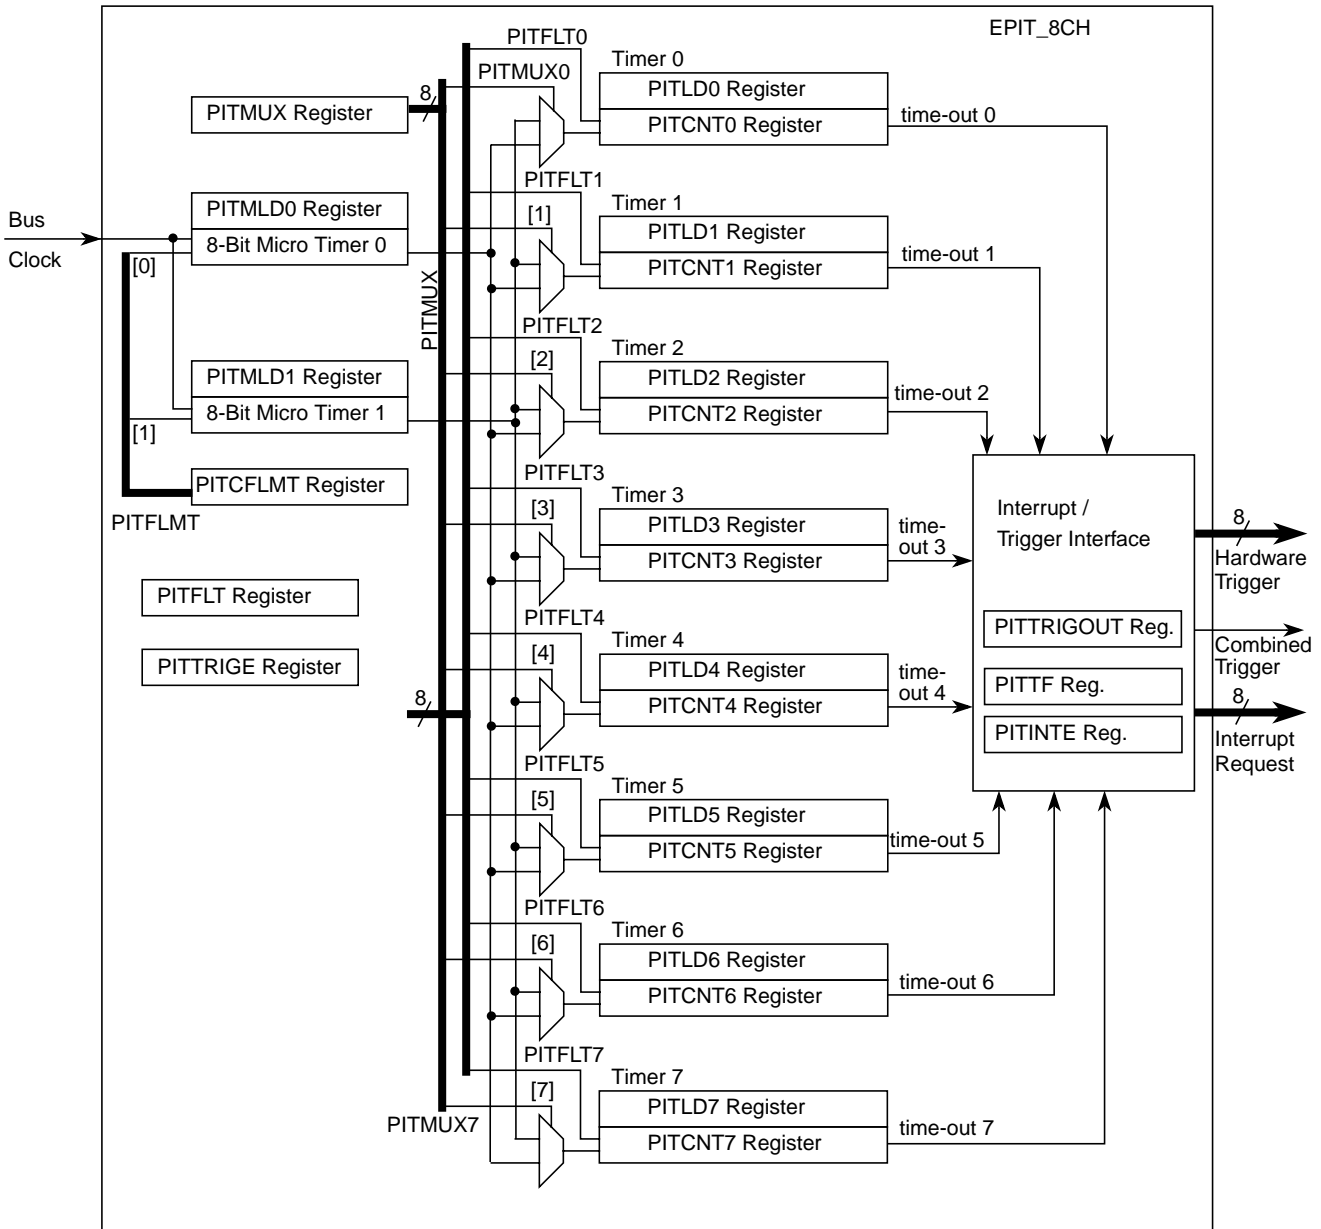 EPIT_8CH
PITFLT0
Timer 0
PITMUX0
PITLD0 Register
8
PITMUX Register
PITCNT0 Register
time-out 0
PITFLT1
Timer 1
PITMLD0 Register
[1]
Bus
PITLD1 Register
8-Bit Micro Timer 0
time-out 1
Clock
[0]
PITCNT1 Register
PITMUX
PITFLT2
Timer 2
[2]
PITMLD1 Register
PITLD2 Register
time-out 2
8-Bit Micro Timer 1
PITCNT2 Register
[1]
PITFLT3
PITCFLMT Register
Timer 3
[3]
Interrupt /
Trigger Interface
PITFLMT
PITLD3 Register
time-
out 3
8
PITCNT3 Register
Hardware
Trigger
PITFLT Register
PITFLT4
Timer 4
PITTRIGOUT Reg.
Combined
Trigger
[4]
PITTRIGE Register
PITLD4 Register
time-
out 4
PITTF Reg.
8
PITCNT4 Register
8
PITINTE Reg.
Interrupt
Request
PITFLT5
Timer 5
[5]
PITLD5 Register
PITCNT5 Register
time-out 5
PITFLT6
Timer 6
[6]
PITLD6 Register
time-out 6
PITCNT6 Register
PITFLT7
Timer 7
[7]
PITLD7 Register
PITMUX7
time-out 7
PITCNT7 Register